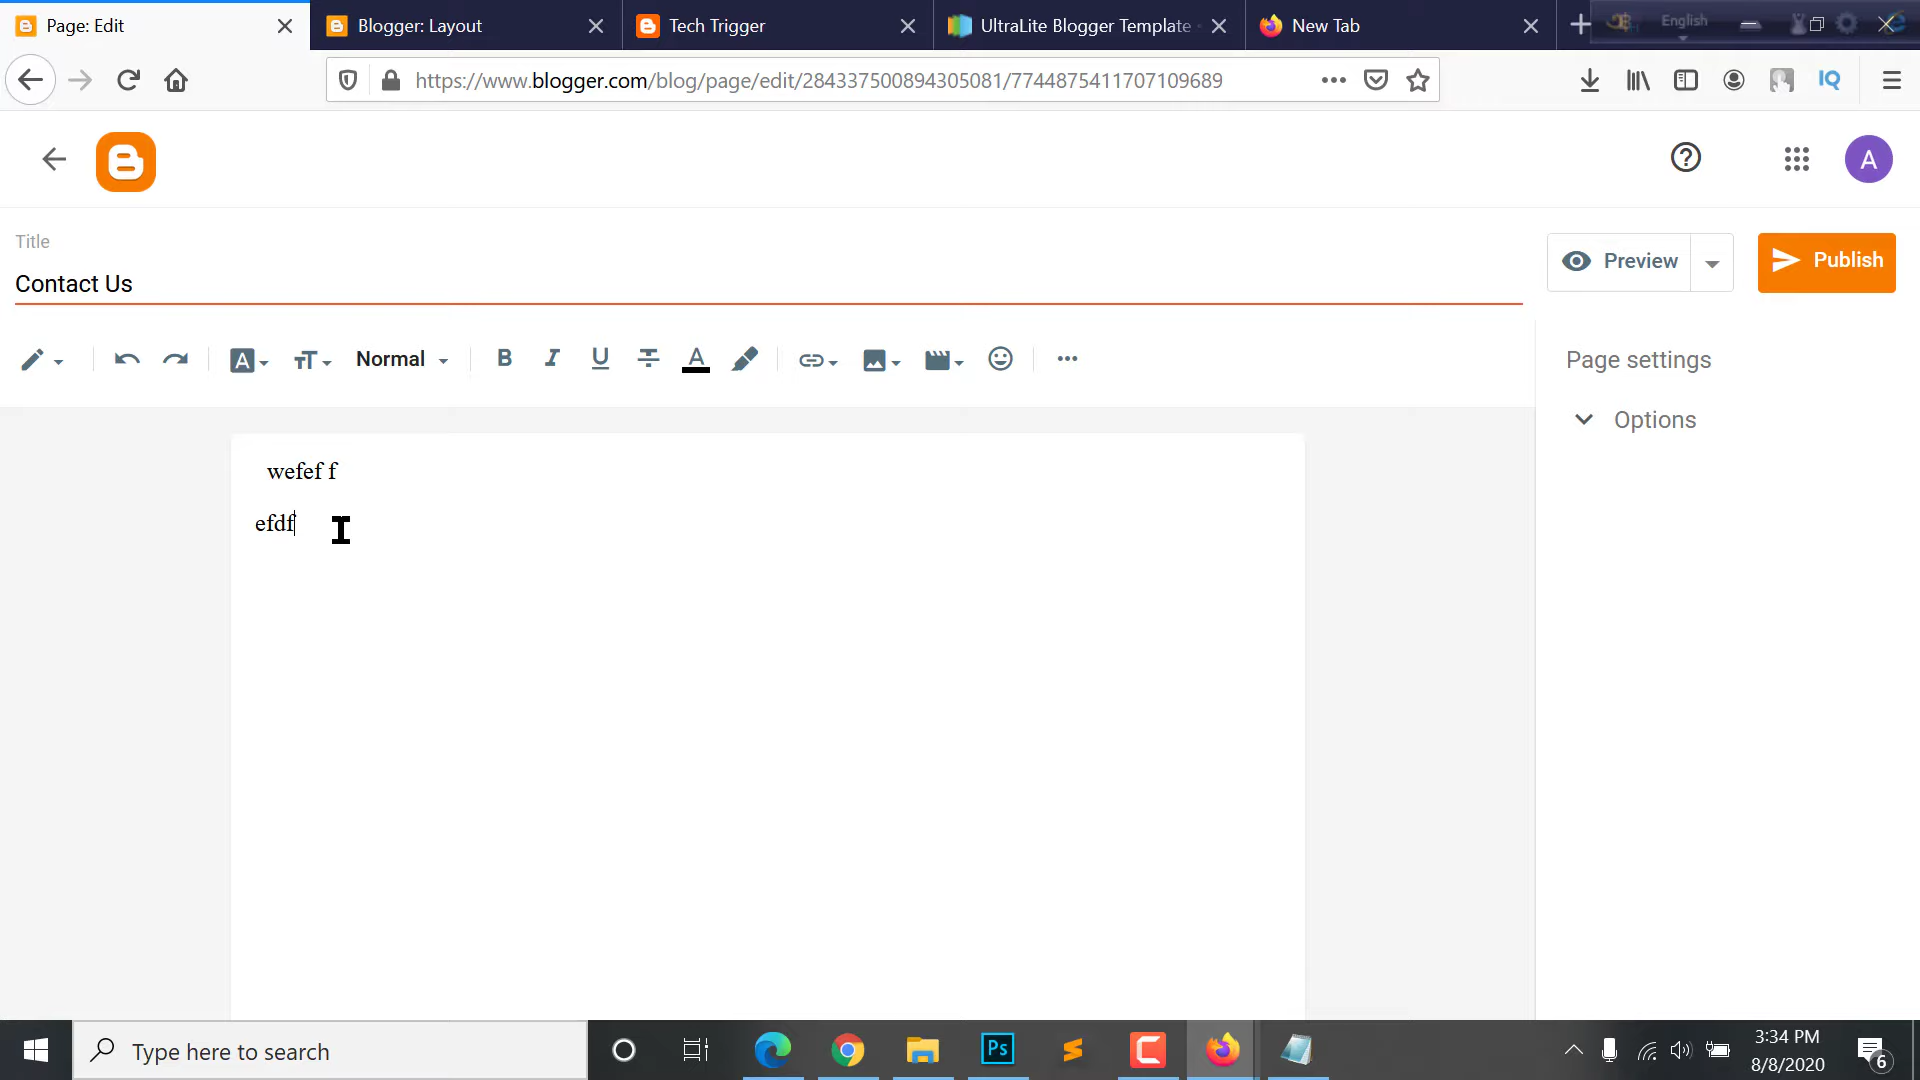 Page: Edit
Blogger: Layout
Tech Trigger
UltraLite Blogger Template
New Tab
English
https://www.blogger.com/blog/page/edit/284337500894305081/7744875411707109689
IQ
A
Title
Contact Us
Preview
Publish
Normal
Page settings
Options
wefef f
efdf
Type here to search
Ps
3:34 PM
8/8/2020
6